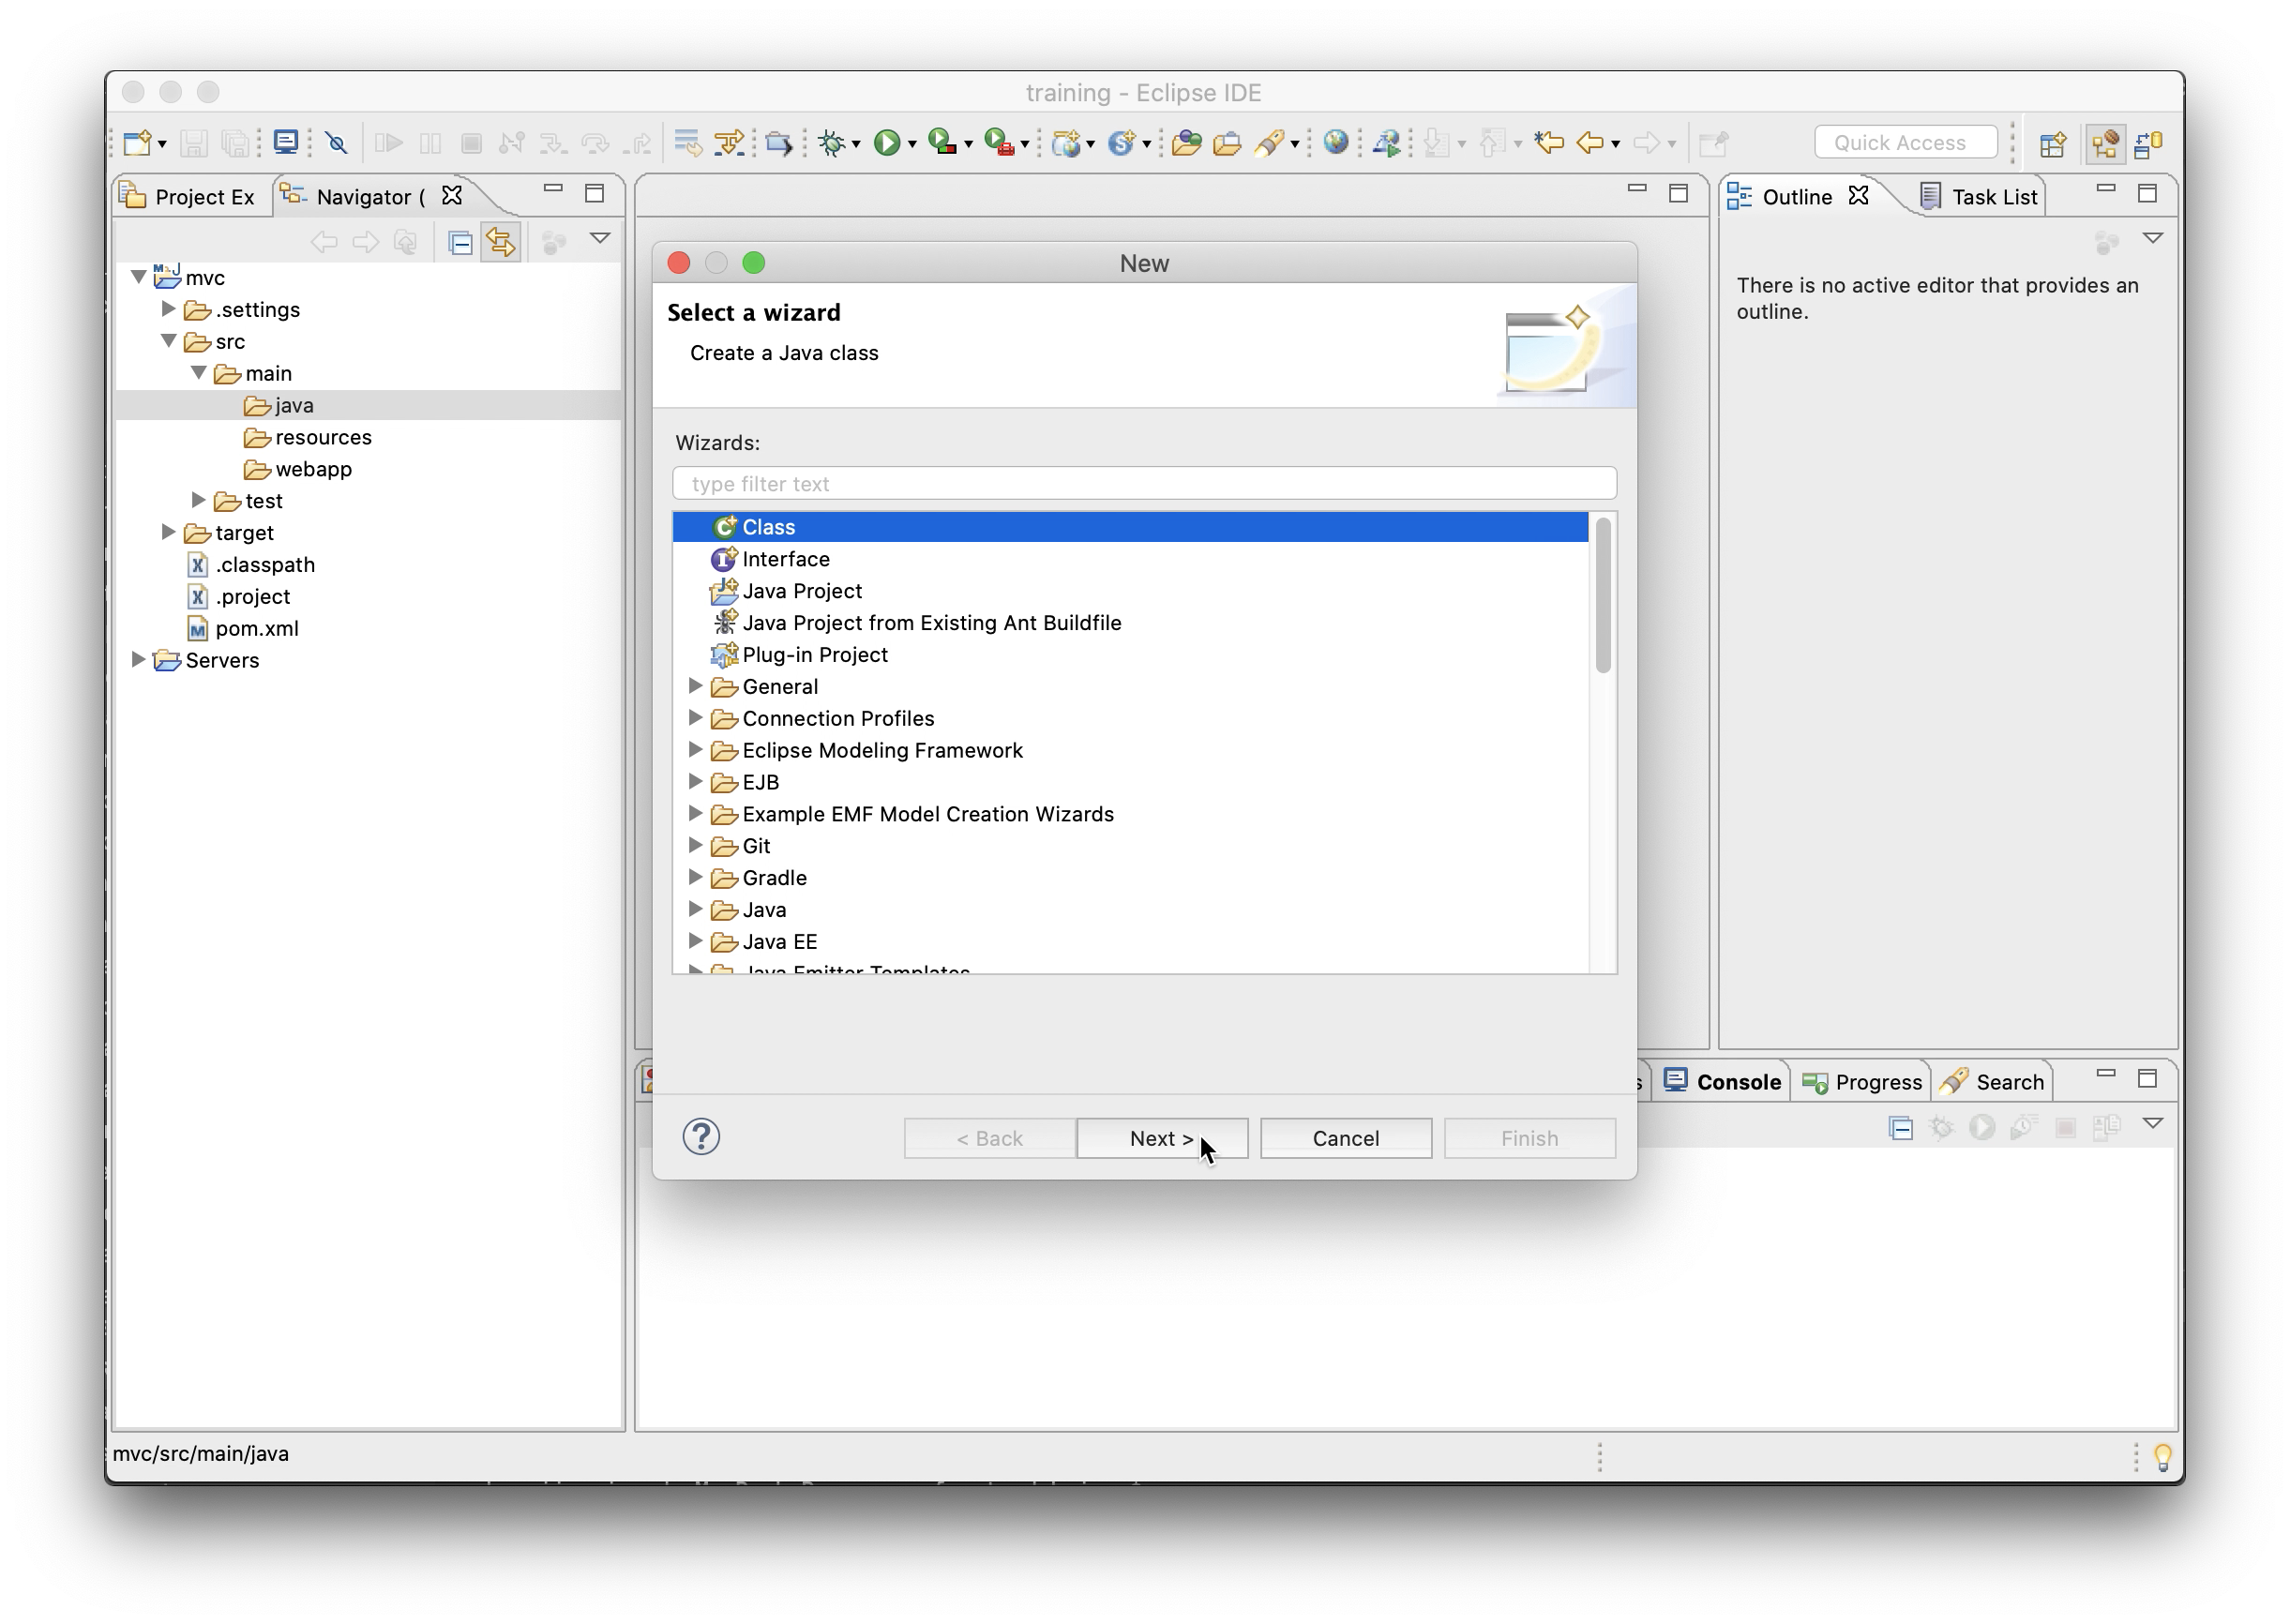 training - Eclipse IDE
Quick Access
Project Ex
Navigator (
Outline
Task List
mvc
.settings
src
main
java
resources
webapp
test
target
.classpath
.project
pom.xml
Servers
There is no active editor that provides an
outline.
New
Select a wizard
Create a Java class
Wizards:
type filter text
Class
Interface
Java Project
Java Project from Existing Ant Buildfile
Plug-in Project
General
Connection Profiles
Eclipse Modeling Framework
EJB
Example EMF Model Creation Wizards
Git
Gradle
Java
Java EE
Java Emitter Templates
s
Console
Progress
Search
?
< Back
Next >
Cancel
Finish
mvc/src/main/java